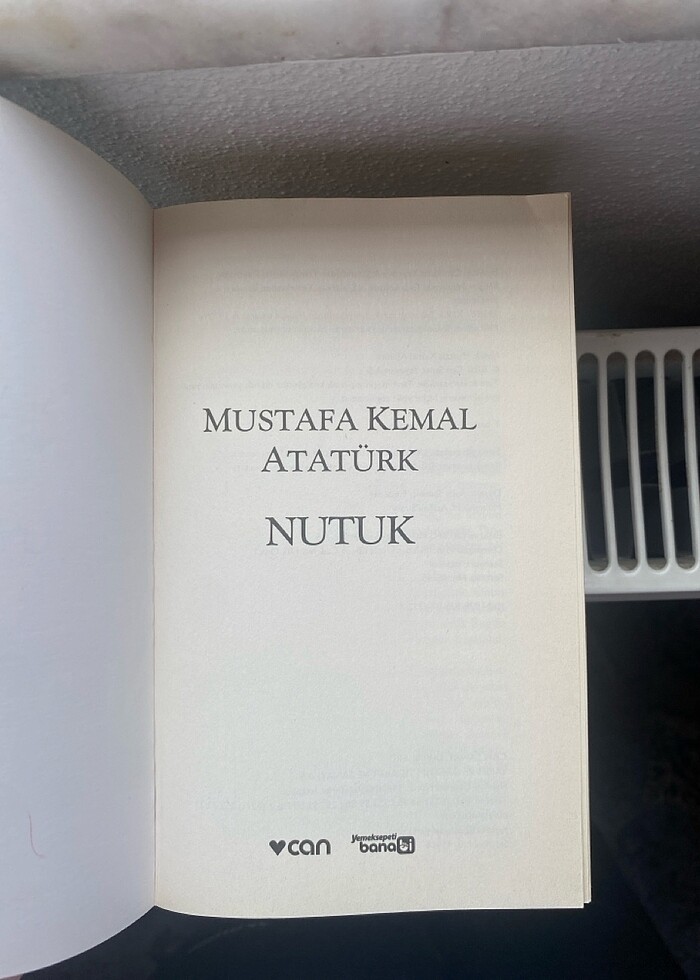 MUSTAFA KEMAL
ATATÜRK
NUTUK
can
Yemeksepeti
banabi